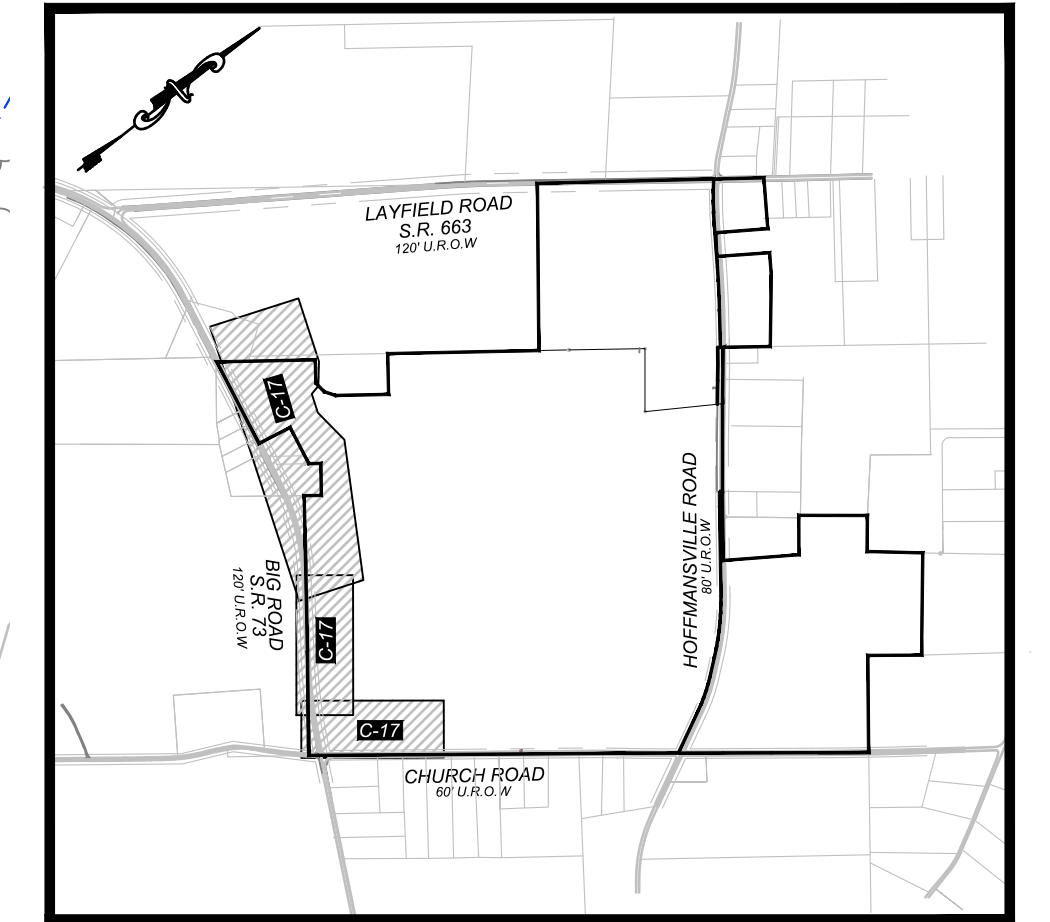 LAYFIELD ROAD
S.R. 663
120' U.R.O.W
C-17
HOFFMANSVILLE ROAD
80' U.R.O.W
BIG ROAD
S.R. 73
120' U.R.O.W
C-17
C-17
CHURCH ROAD
60' U.R.O.W